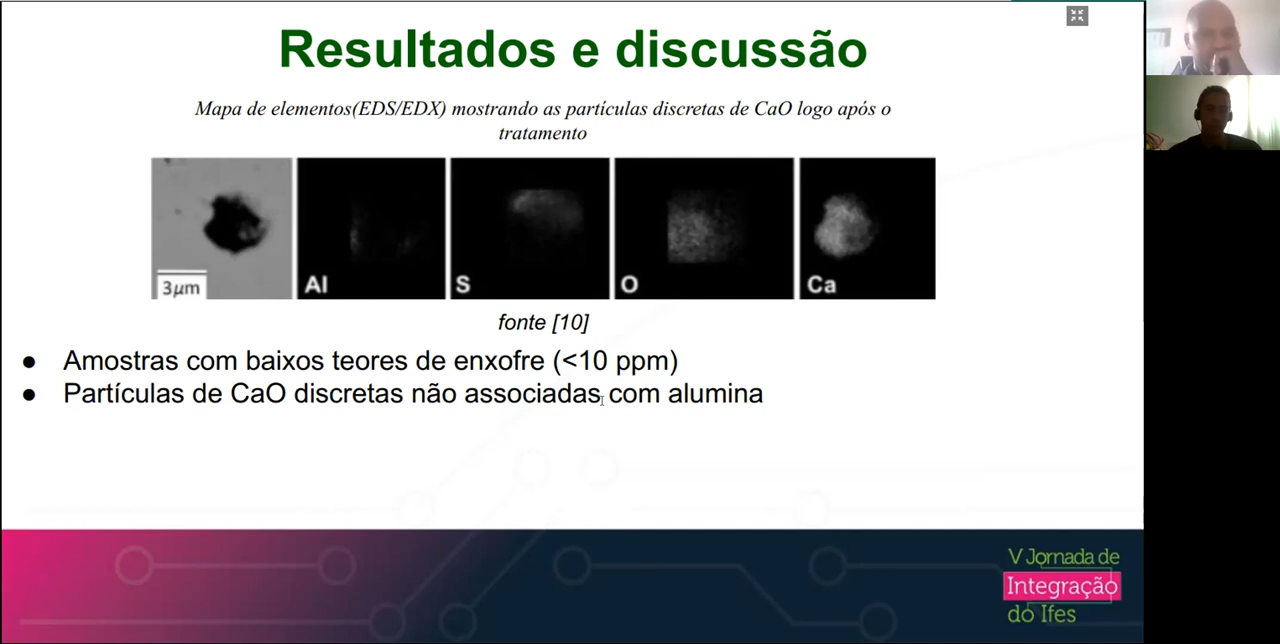 Resultados e discussão
Mapa de elementos(EDS/EDX) mostrando as partículas discretas de CaO logo após o
tratamento
3µm
Al
S
O
Ca
fonte [10]
● Amostras com baixos teores de enxofre (<10 ppm)
● Partículas de CaO discretas não associadas com alumina
V Jornada de
Integração
do Ifes